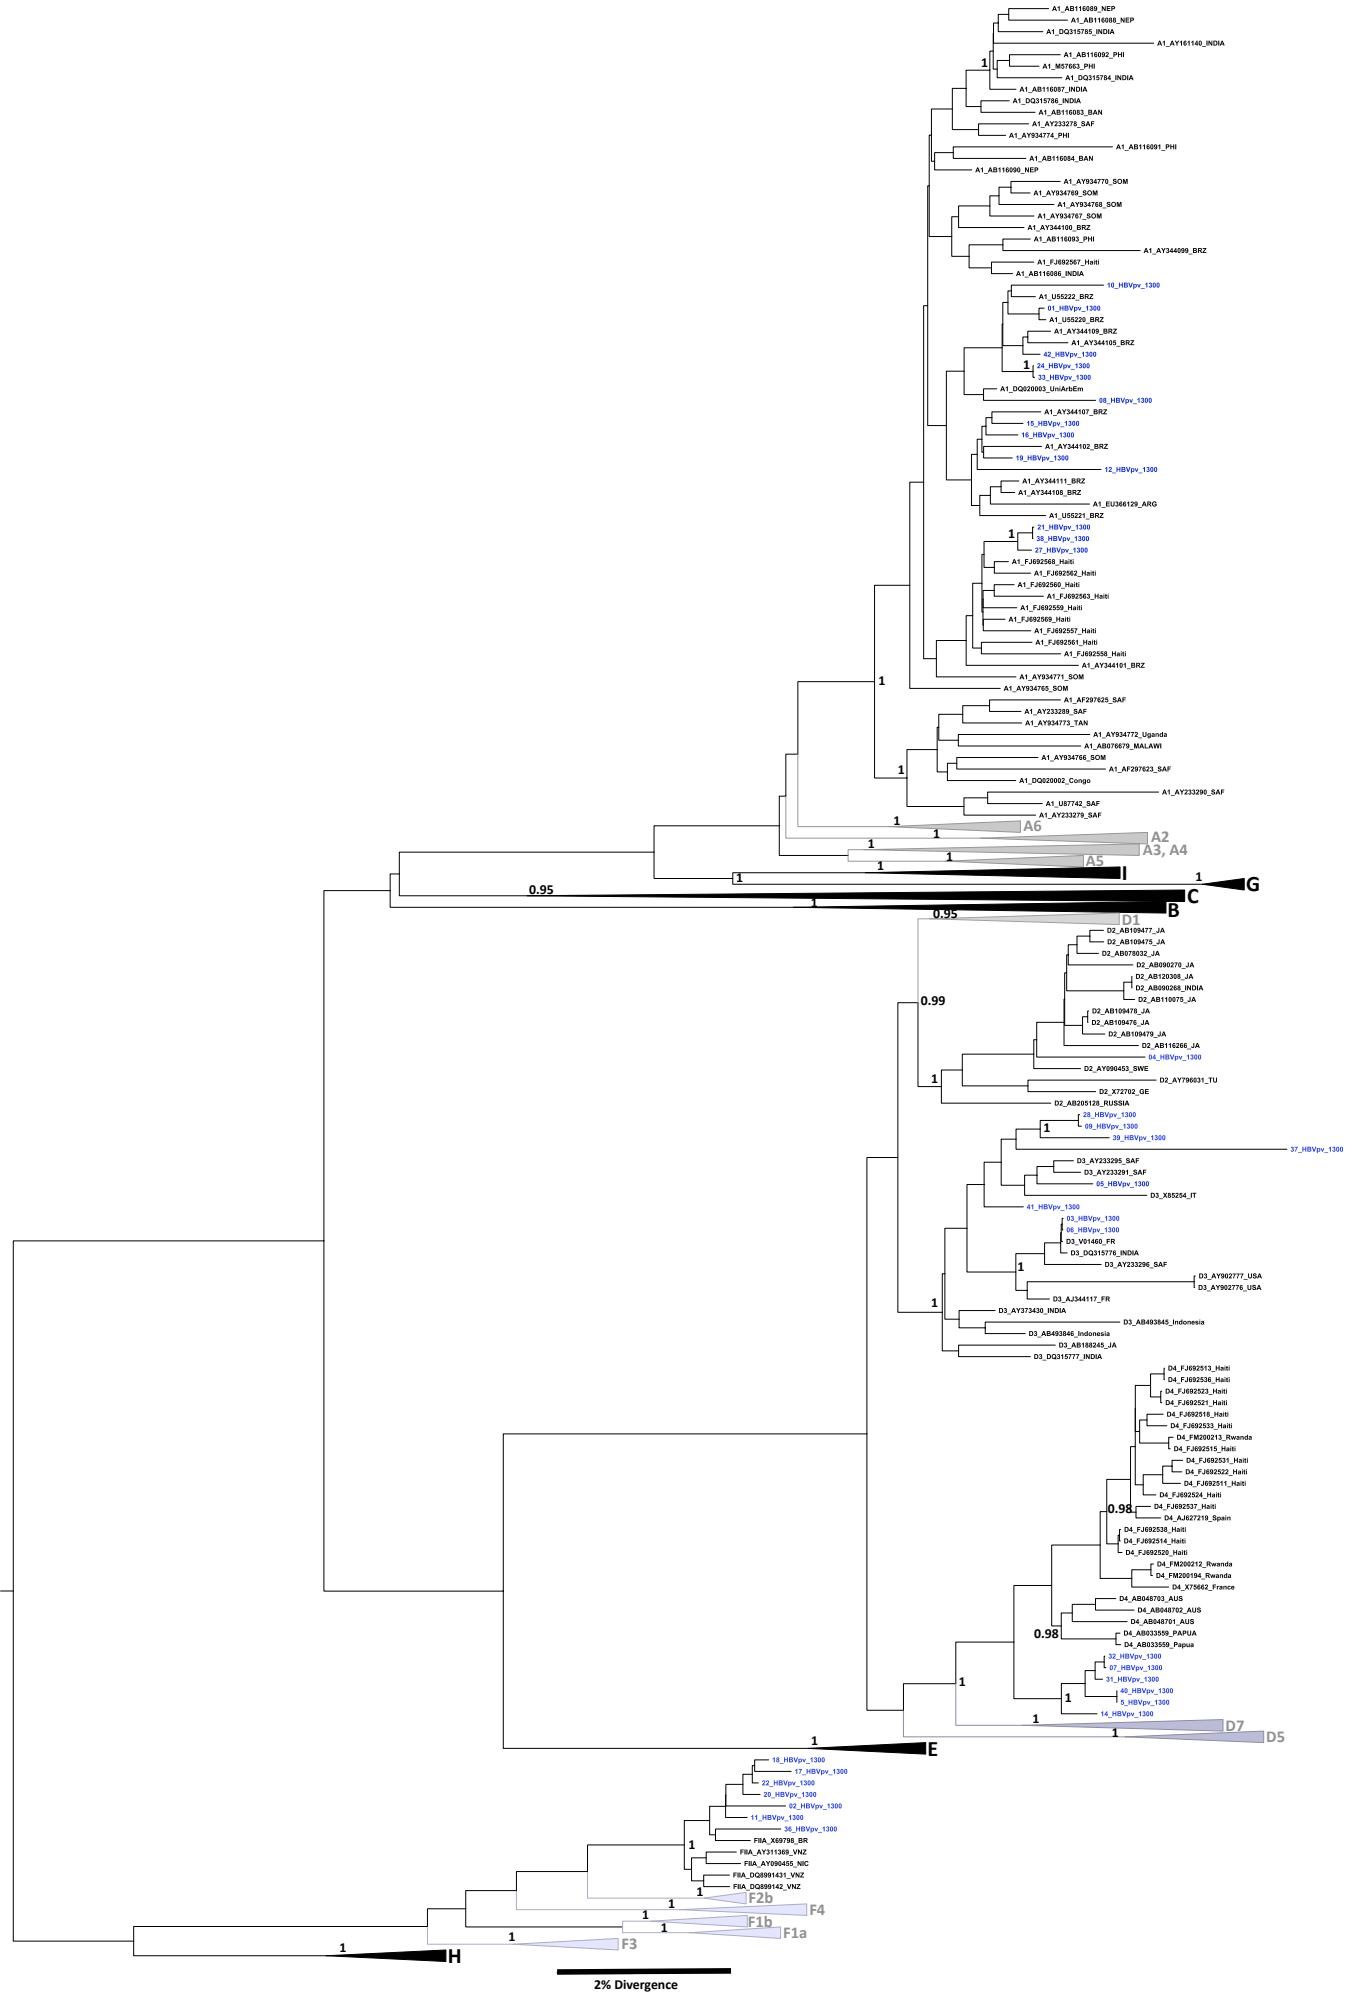 A1_AB116089_NEP
A1_AB116088_NEP
A1_DQ315785_INDIA
A1_AY161140_INDIA
A1_AB116092_PHI
A1_M57663_PHI
1
A1_DQ315784_INDIA
A1_AB116087_INDIA
A1_DQ315786_INDIA
A1_AB116083_BAN
A1_AY233278_SAF
A1_AY934774_PHI
A1_AB116091_PHI
A1_AB116084_BAN
A1_AB116090_NEP
A1_AY934770_SOM
A1_AY934769_SOM
A1_AY934768_SOM
A1_AY934767_SOM
A1_AY344100_BRZ
A1_AB116093_PHI
A1_AY344099_BRZ
A1_FJ692567_Haiti
A1_AB116086_INDIA
10_HBVpv_1300
A1_U55222_BRZ
01_HBVpv_1300
A1_U55220_BRZ
A1_AY344109_BRZ
A1_AY344105_BRZ
42_HBVpv_1300
1
24_HBVpv_1300
33_HBVpv_1300
A1_DQ020003_UniArbEm
08_HBVpv_1300
A1_AY344107_BRZ
15_HBVpv_1300
16_HBVpv_1300
A1_AY344102_BRZ
19_HBVpv_1300
12_HBVpv_1300
A1_AY344111_BRZ
A1_AY344108_BRZ
A1_EU366129_ARG
A1_U55221_BRZ
21_HBVpv_1300
1
38_HBVpv_1300
27_HBVpv_1300
A1_FJ692568_Haiti
A1_FJ692562_Haiti
A1_FJ692560_Haiti
A1_FJ692563_Haiti
A1_FJ692559_Haiti
A1_FJ692569_Haiti
A1_FJ692557_Haiti
A1_FJ692561_Haiti
A1_FJ692558_Haiti
A1_AY344101_BRZ
A1_AY934771_SOM
1
A1_AY934765_SOM
A1_AF297625_SAF
A1_AY233289_SAF
A1_AY934773_TAN
A1_AY934772_Uganda
A1_AB076679_MALAWI
A1_AY934766_SOM
1
A1_AF297623_SAF
A1_DQ020002_Congo
A1_AY233290_SAF
A1_U87742_SAF
A1_AY233279_SAF
1 A6
1 A2
1 A3, A4
1 A5
1 I
1
1 G
0.95 C
1 B
0.95 D1
D2_AB109477_JA
D2_AB109475_JA
D2_AB078032_JA
D2_AB090270_JA
D2_AB120308_JA
D2_AB090268_INDIA
D2_AB110075_JA
0.99
D2_AB109478_JA
D2_AB109476_JA
D2_AB109479_JA
D2_AB116266_JA
04_HBVpv_1300
D2_AY090453_SWE
1
D2_AY796031_TU
D2_X72702_GE
D2_AB205128_RUSSIA
28_HBVpv_1300
1
09_HBVpv_1300
39_HBVpv_1300
37_HBVpv_1300
D3_AY233295_SAF
D3_AY233291_SAF
05_HBVpv_1300
D3_X85254_IT
41_HBVpv_1300
03_HBVpv_1300
06_HBVpv_1300
D3_V01460_FR
D3_DQ315776_INDIA
1
D3_AY233296_SAF
D3_AY902777_USA
D3_AY902776_USA
D3_AJ344117_FR
1
D3_AY373430_INDIA
D3_AB493845_Indonesia
D3_AB493846_Indonesia
D3_AB188245_JA
D3_DQ315777_INDIA
D4_FJ692513_Haiti
D4_FJ692536_Haiti
D4_FJ692523_Haiti
D4_FJ692521_Haiti
D4_FJ692518_Haiti
D4_FJ692533_Haiti
D4_FM200213_Rwanda
D4_FJ692515_Haiti
D4_FJ692531_Haiti
D4_FJ692522_Haiti
D4_FJ692511_Haiti
D4_FJ692524_Haiti
0.98
D4_FJ692537_Haiti
D4_AJ627219_Spain
D4_FJ692538_Haiti
D4_FJ692514_Haiti
D4_FJ692520_Haiti
D4_FM200212_Rwanda
D4_FM200194_Rwanda
D4_X75662_France
D4_AB048703_AUS
D4_AB048702_AUS
D4_AB048701_AUS
0.98
D4_AB033559_PAPUA
D4_AB033559_Papua
32_HBVpv_1300
07_HBVpv_1300
1
31_HBVpv_1300
1
40_HBVpv_1300
5_HBVpv_1300
14_HBVpv_1300
1 D7
1 D5
1 E
18_HBVpv_1300
17_HBVpv_1300
22_HBVpv_1300
20_HBVpv_1300
02_HBVpv_1300
11_HBVpv_1300
36_HBVpv_1300
1
FIIA_X69798_BR
FIIA_AY311369_VNZ
FIIA_AY090455_NIC
FIIA_DQ8991431_VNZ
FIIA_DQ899142_VNZ
1 F2b
1 F4
1 F1b
1 F1a
1 F3
1 H
2% Divergence